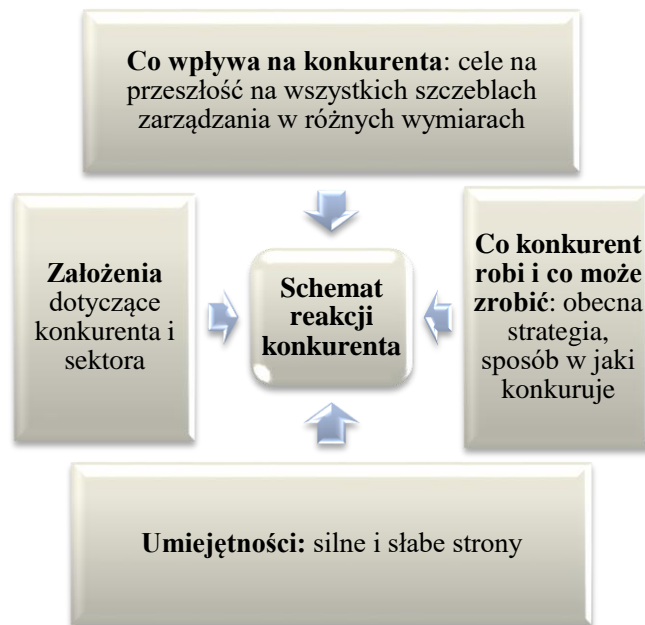 Co wpływa na konkurenta: cele na
przeszłość na wszystkich szczeblach
zarządzania w różnych wymiarach
Założenia
dotyczące
konkurenta i
sektora
Schemat
reakcji
konkurenta
Co konkurent
robi i co może
zrobić: obecna
strategia,
sposób w jaki
konkuruje
Umiejętności: silne i słabe strony